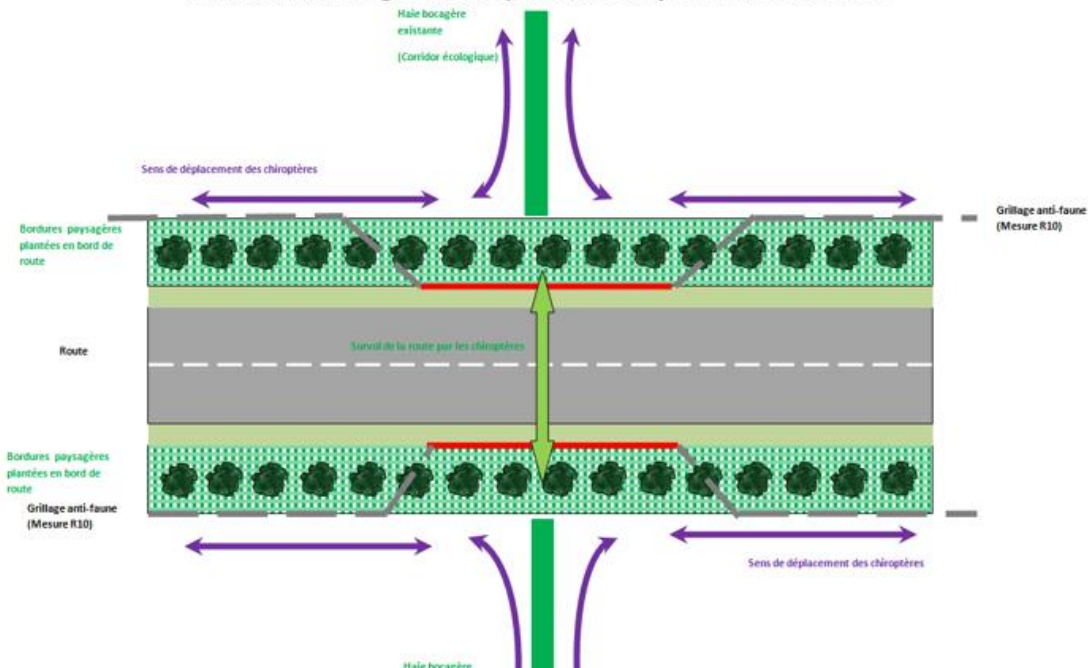 Haie bocagère
existante
(Corridor écologique)
Sens de déplacement des chiroptères
Grillage anti-faune
(Mesure R10)
Bordures paysagères
plantées en bord de
route
Route
Survol de la route par les chiroptères
Bordures paysagères
plantées en bord de
route
Grillage anti-faune
(Mesure R10)
Sens de déplacement des chiroptères
Haie bocagère